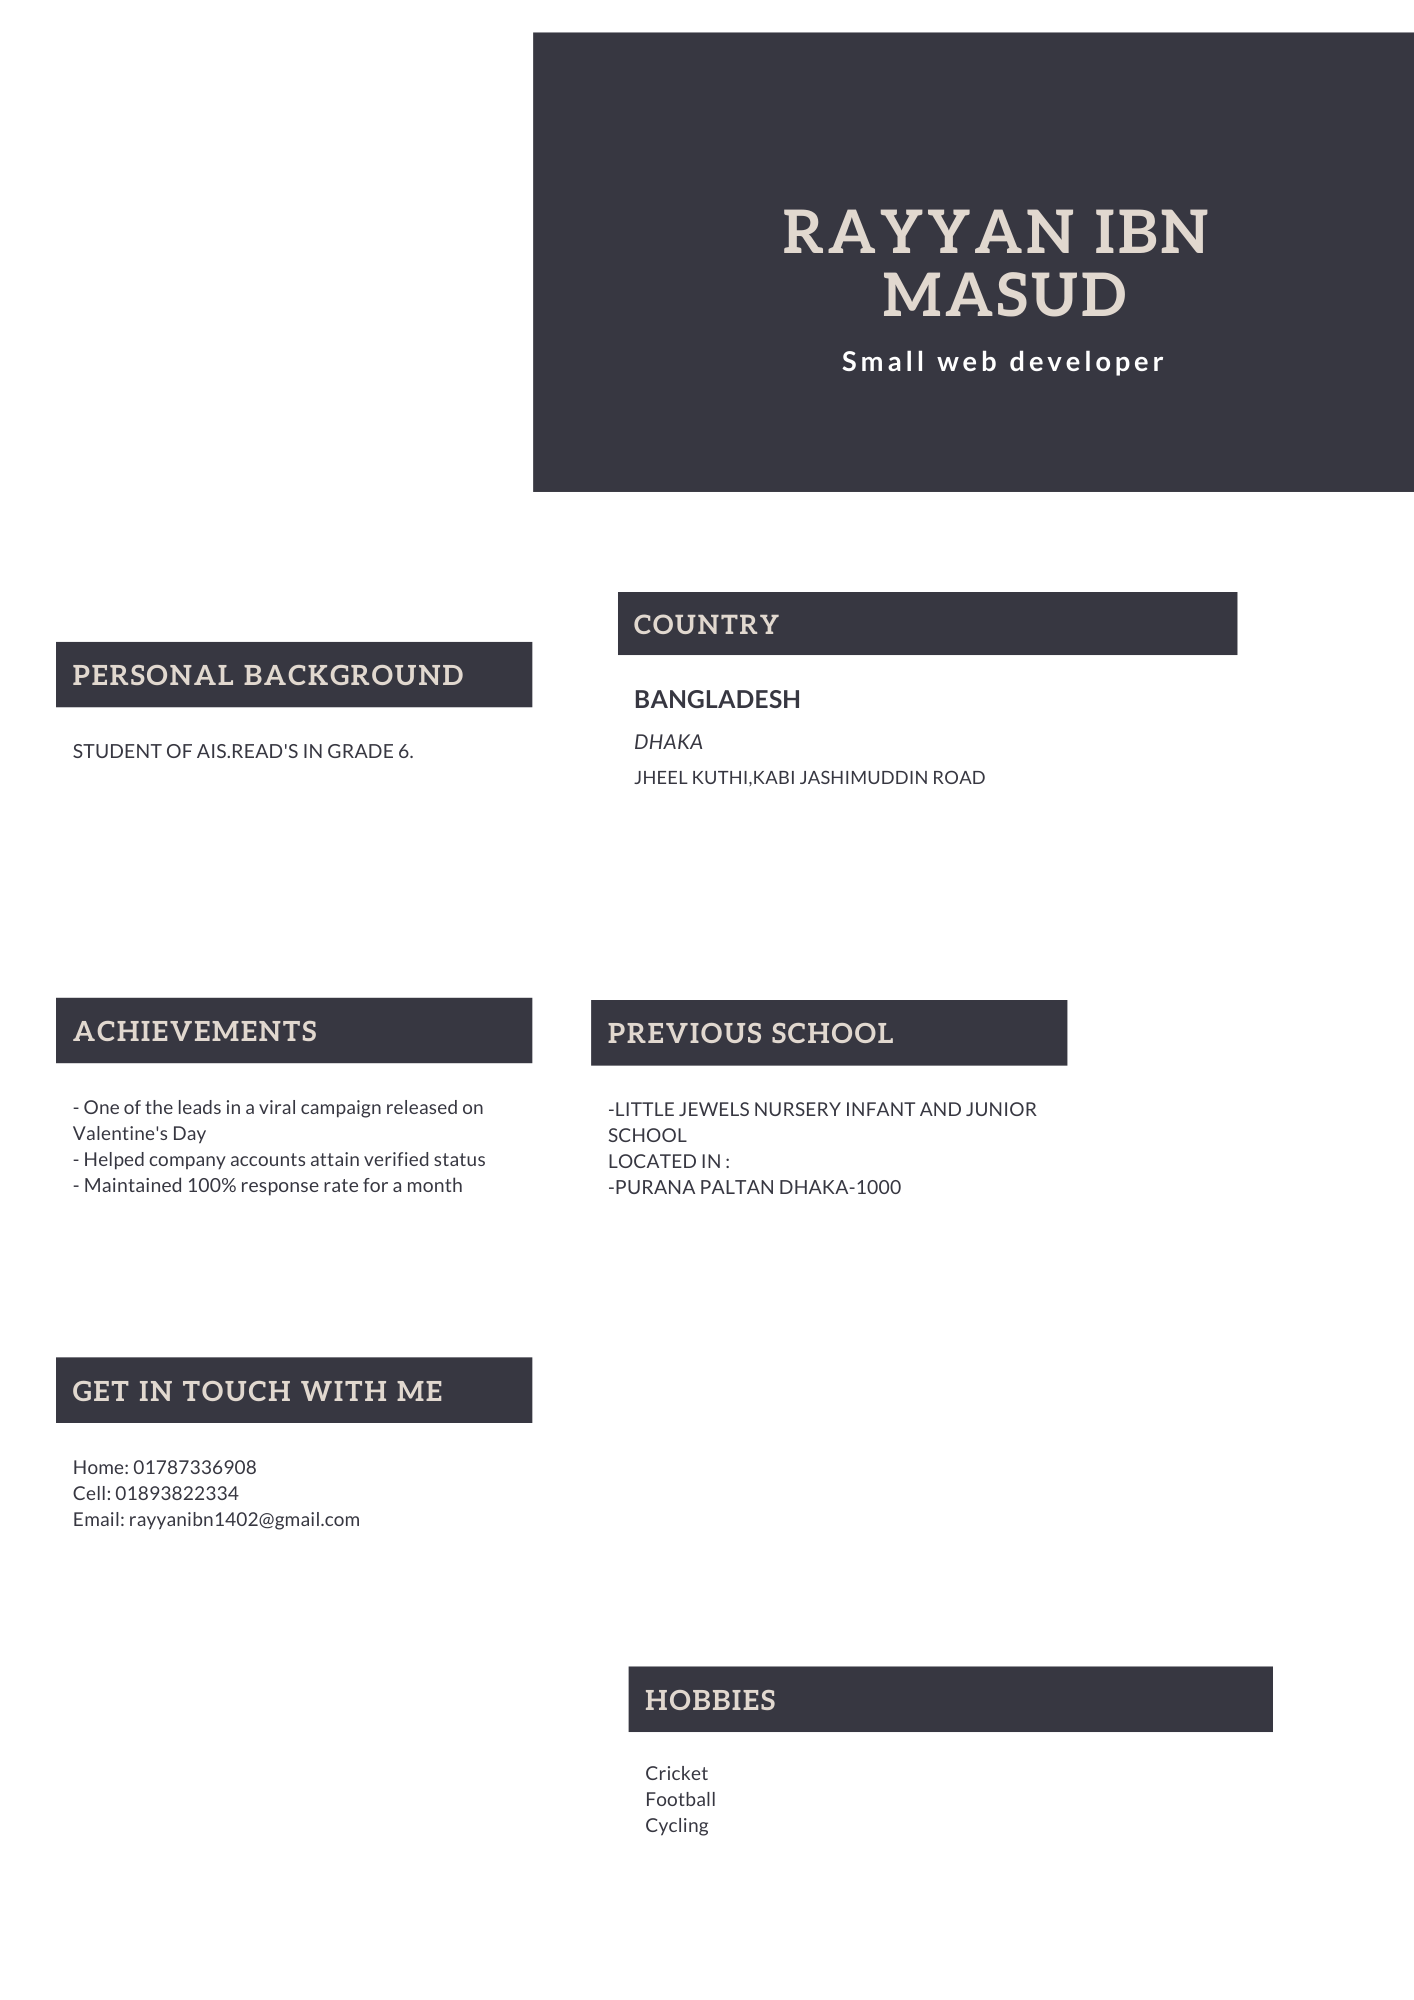 RAYYAN IBN
MASUD
Small web developer
PERSONAL BACKGROUND
STUDENT OF AIS.READ'S IN GRADE 6.
COUNTRY
BANGLADESH
DHAKA
JHEEL KUTHI,KABI JASHIMUDDIN ROAD
ACHIEVEMENTS
- One of the leads in a viral campaign released on
Valentine's Day
- Helped company accounts attain verified status
- Maintained 100% response rate for a month
PREVIOUS SCHOOL
-LITTLE JEWELS NURSERY INFANT AND JUNIOR
SCHOOL
LOCATED IN :
-PURANA PALTAN DHAKA-1000
GET IN TOUCH WITH ME
Home: 01787336908
Cell: 01893822334
Email: rayyanibn1402@gmail.com
HOBBIES
Cricket
Football
Cycling